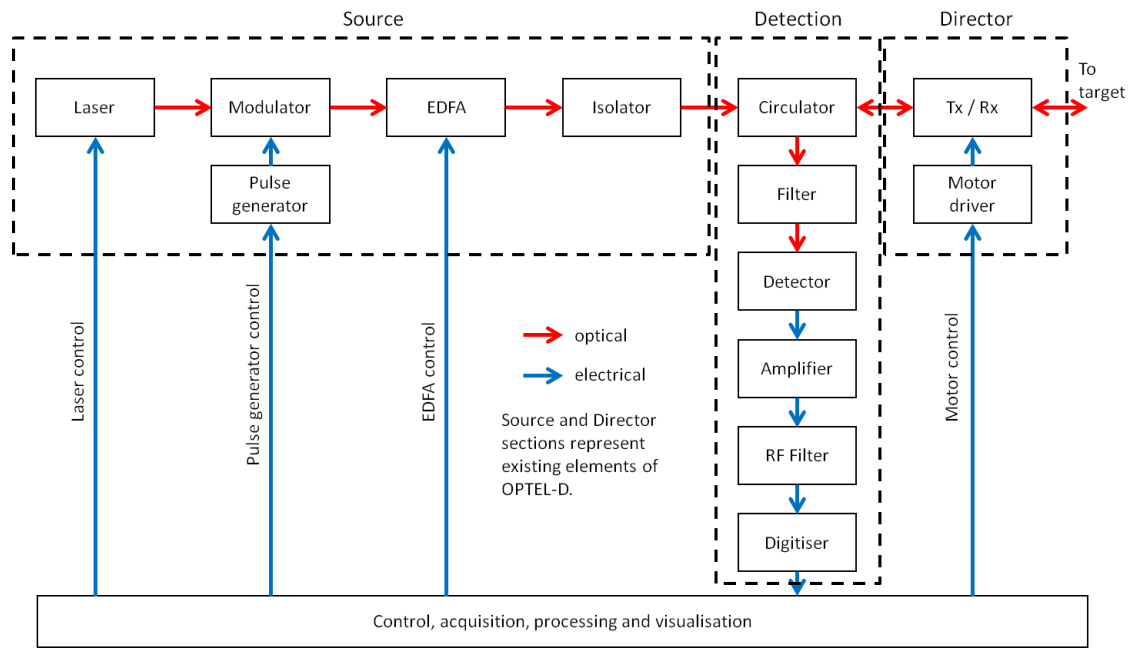 Source
Detection
Director
Laser
Modulator
EDFA
Isolator
Circulator
Tx / Rx
To
target
Pulse
generator
Filter
Motor
driver
Detector
Amplifier
RF Filter
Digitiser
optical
electrical
Source and Director
sections represent
existing elements of
OPTEL-D.
Laser control
Pulse generator control
EDFA control
Motor control
Control, acquisition, processing and visualisation